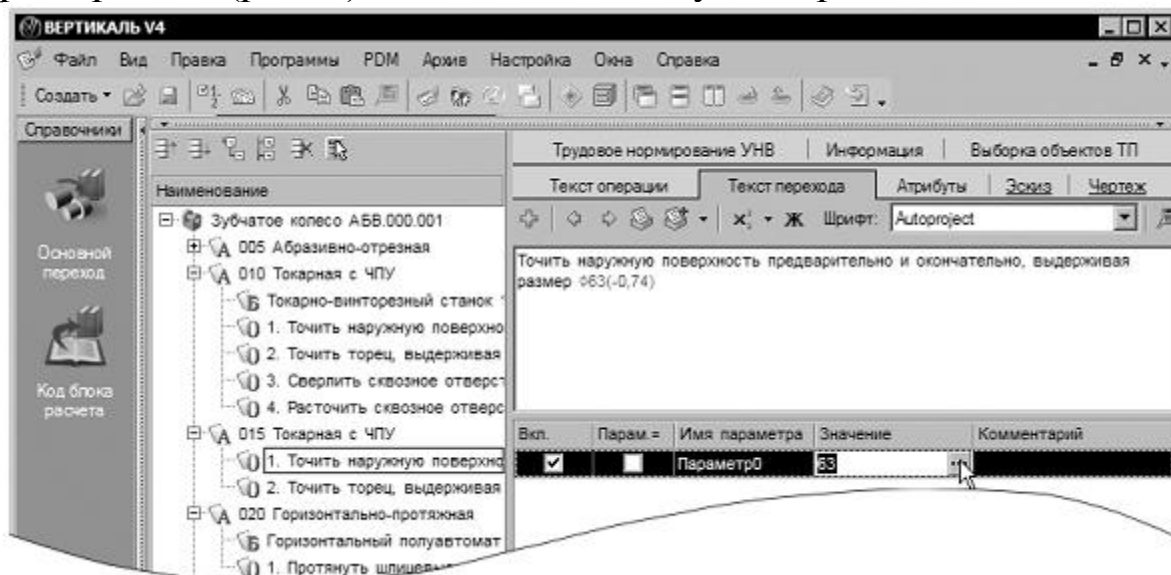 ВЕРТИКАЛЬ V4
Файл Вид Правка Программы PDM Архив Настройка Окна Справка
Создать
Справочники
Трудовое нормирование УНВ Информация Выборка объектов ТП
Наименование
Текст операции Текст перехода Атрибуты Эскиз Чертеж
Зубчатое колесо АБВ.000.001
Ж Шрифт: Autoproject
Основной переход
005 Абразивно-отрезная
010 Токарная с ЧПУ
Точить наружную поверхность предварительно и окончательно, выдерживая
размер ⌀63(-0,74)
Б Токарно-винторезный станок
1. Точить наружную поверхно
2. Точить торец, выдерживая
3. Сверлить сквозное отверст
4. Расточить сквозное отверс
Код блока расчета
015 Токарная с ЧПУ
Вкл. Парам.= Имя параметра Значение Комментарий
1. Точить наружную поверхно
Параметр0 63
2. Точить торец, выдерживая
020 Горизонтально-протяжная
Б Горизонтальный полуавтомат
1. Протянуть